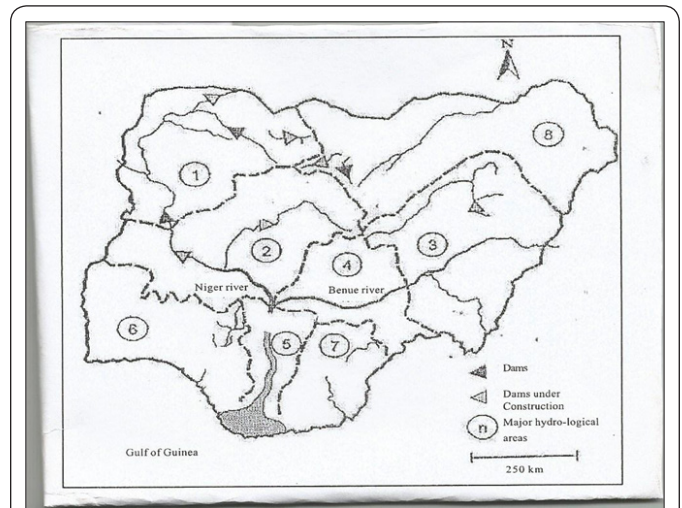 N
8
1
2
3
4
Niger river
Benue river
6
5
7
Dams
Dams under
Construction
n
Major hydro-logical
areas
Gulf of Guinea
250 km